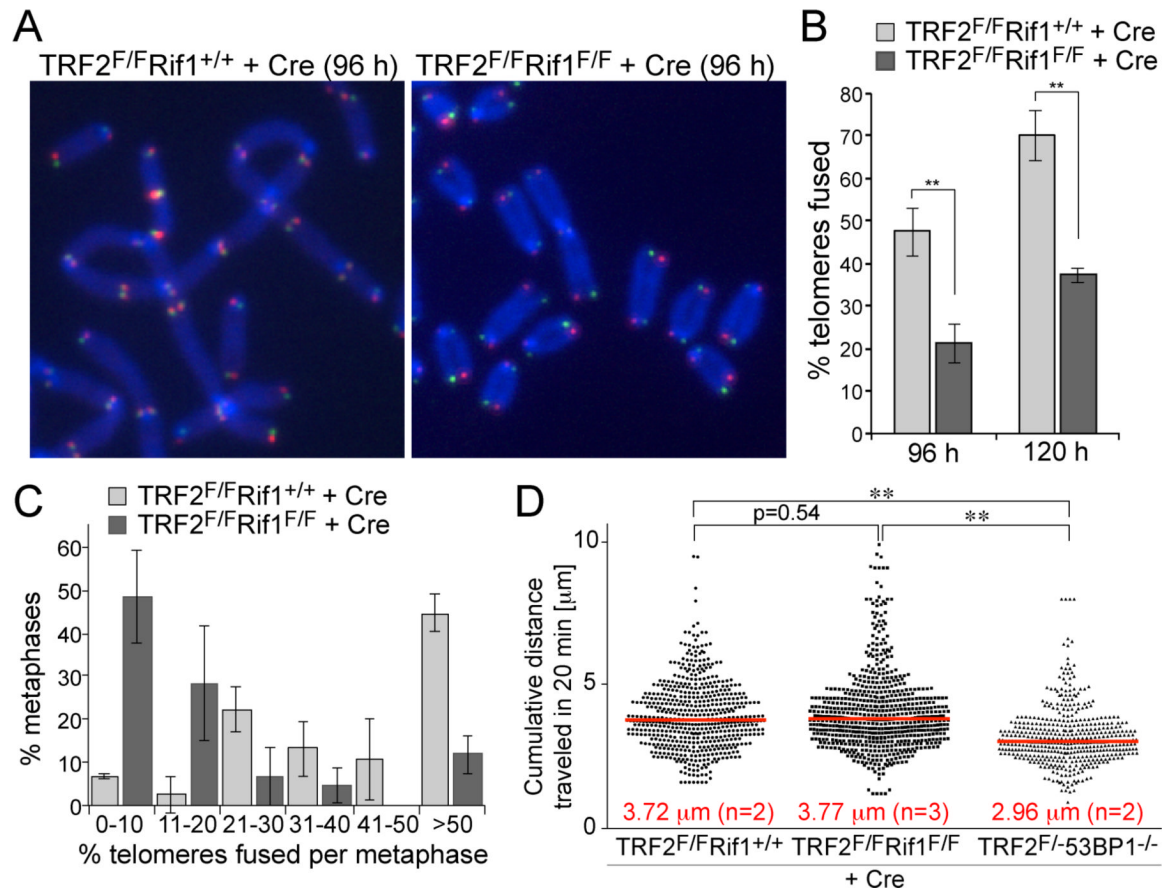 A
TRF2F/FRif1+/+ + Cre (96 h)
TRF2F/FRif1F/F + Cre (96 h)
B
TRF2F/FRif1+/+ + Cre
TRF2F/FRif1F/F + Cre
% telomeres fused
80
70
60
50
40
30
20
10
0
**
**
96 h
120 h
C
TRF2F/FRif1+/+ + Cre
TRF2F/FRif1F/F + Cre
% metaphases
60
50
40
30
20
10
0
0-10 11-20 21-30 31-40 41-50 >50
% telomeres fused per metaphase
D
**
p=0.54
**
Cumulative distance
traveled in 20 min [μm]
10
5
0
3.72 μm (n=2)
3.77 μm (n=3)
2.96 μm (n=2)
TRF2F/FRif1+/+
TRF2F/FRif1F/F
TRF2F/-53BP1-/-
+ Cre